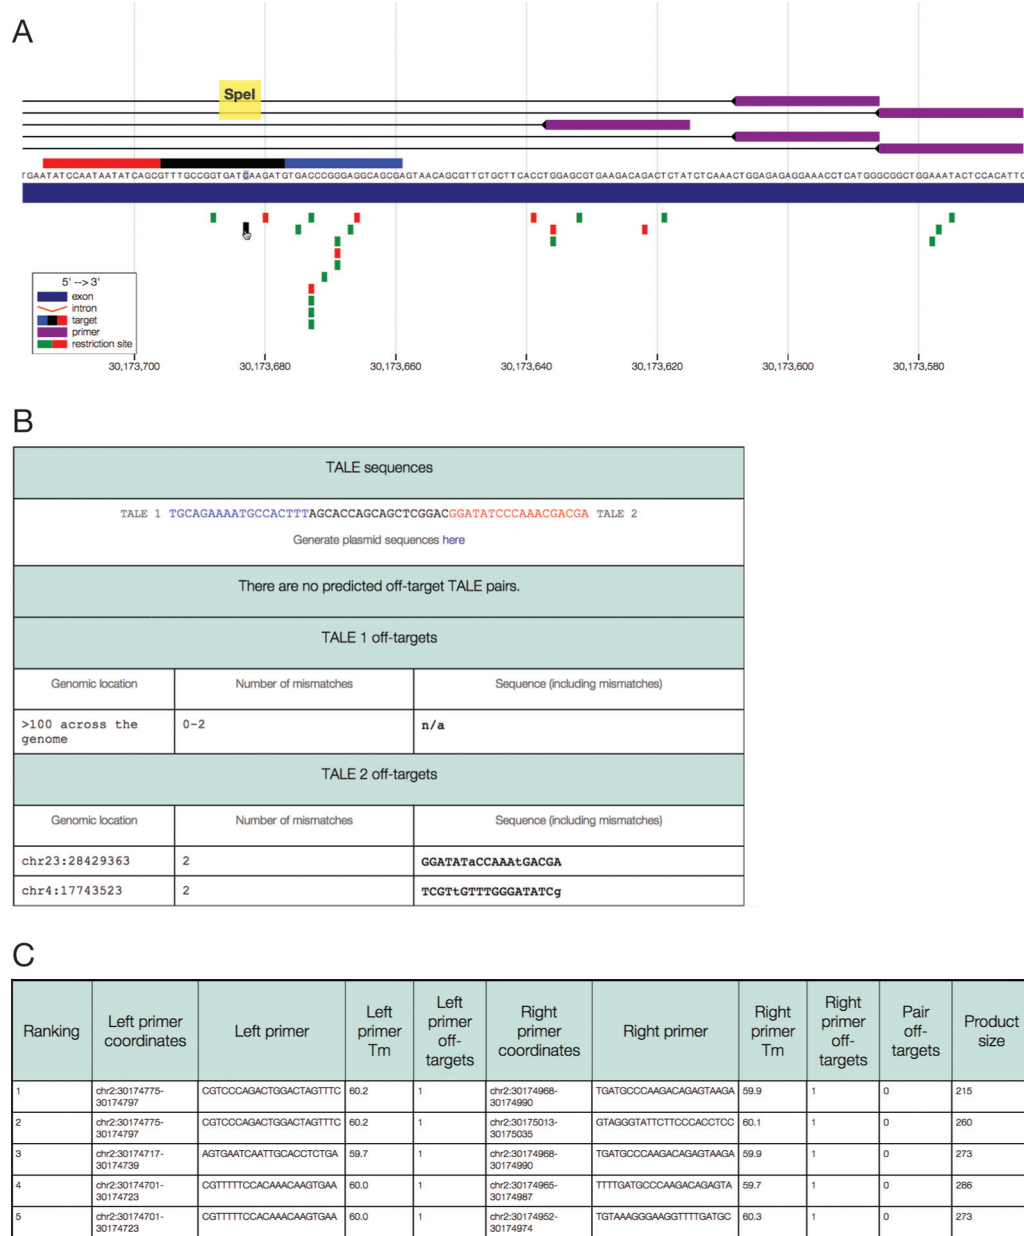 A
SpeI
TGAATATCCAATAATATCAGCGTTTGCCGGTGATCAAGATGTGACCCGGGAGGCAGCGAGTAACAGCGTTCTGCTTCACCTGGAGCGTGAAGACAGACTCTATCTCAAACTGGAGAGAGGAAACCTCATGGGCGGCTGGAAATACTCCACATTC
5' --> 3'
exon
intron
target
primer
restriction site
30,173,700 30,173,680 30,173,660 30,173,640 30,173,620 30,173,600 30,173,580
B
TALE sequences
TALE 1 TGCAGAAAATGCCACTTTAGCACCAGCAGCTCGGACGGATATCCCAAACGACGA TALE 2
Generate plasmid sequences here
There are no predicted off-target TALE pairs.
TALE 1 off-targets
Genomic location Number of mismatches Sequence (including mismatches)
>100 across the genome 0-2 n/a
TALE 2 off-targets
Genomic location Number of mismatches Sequence (including mismatches)
chr23:28429363 2 GGATATaCCAAAtGACGA
chr4:17743523 2 TCGTtGTTTGGGATATCg
C
Ranking Left primer coordinates Left primer Left primer Tm Left primer off-targets Right primer coordinates Right primer Right primer Tm Right primer off-targets Pair off-targets Product size
1 chr2:30174775-30174797 CGTCCCAGACTGGACTAGTTTC 60.2 1 chr2:30174968-30174990 TGATGCCCAAGACAGAGTAAGA 59.9 1 0 215
2 chr2:30174775-30174797 CGTCCCAGACTGGACTAGTTTC 60.2 1 chr2:30175013-30175035 GTAGGGTATTCTTCCCACCTCC 60.1 1 0 260
3 chr2:30174717-30174739 AGTGAATCAATTGCACCTCTGA 59.7 1 chr2:30174968-30174990 TGATGCCCAAGACAGAGTAAGA 59.9 1 0 273
4 chr2:30174701-30174723 CGTTTTTCCACAAACAAGTGAA 60.0 1 chr2:30174965-30174987 TTTTGATGCCCAAGACAGAGTA 59.7 1 0 286
5 chr2:30174701-30174723 CGTTTTTCCACAAACAAGTGAA 60.0 1 chr2:30174952-30174974 TGTAAAGGGAAGGTTTTGATGC 60.3 1 0 273